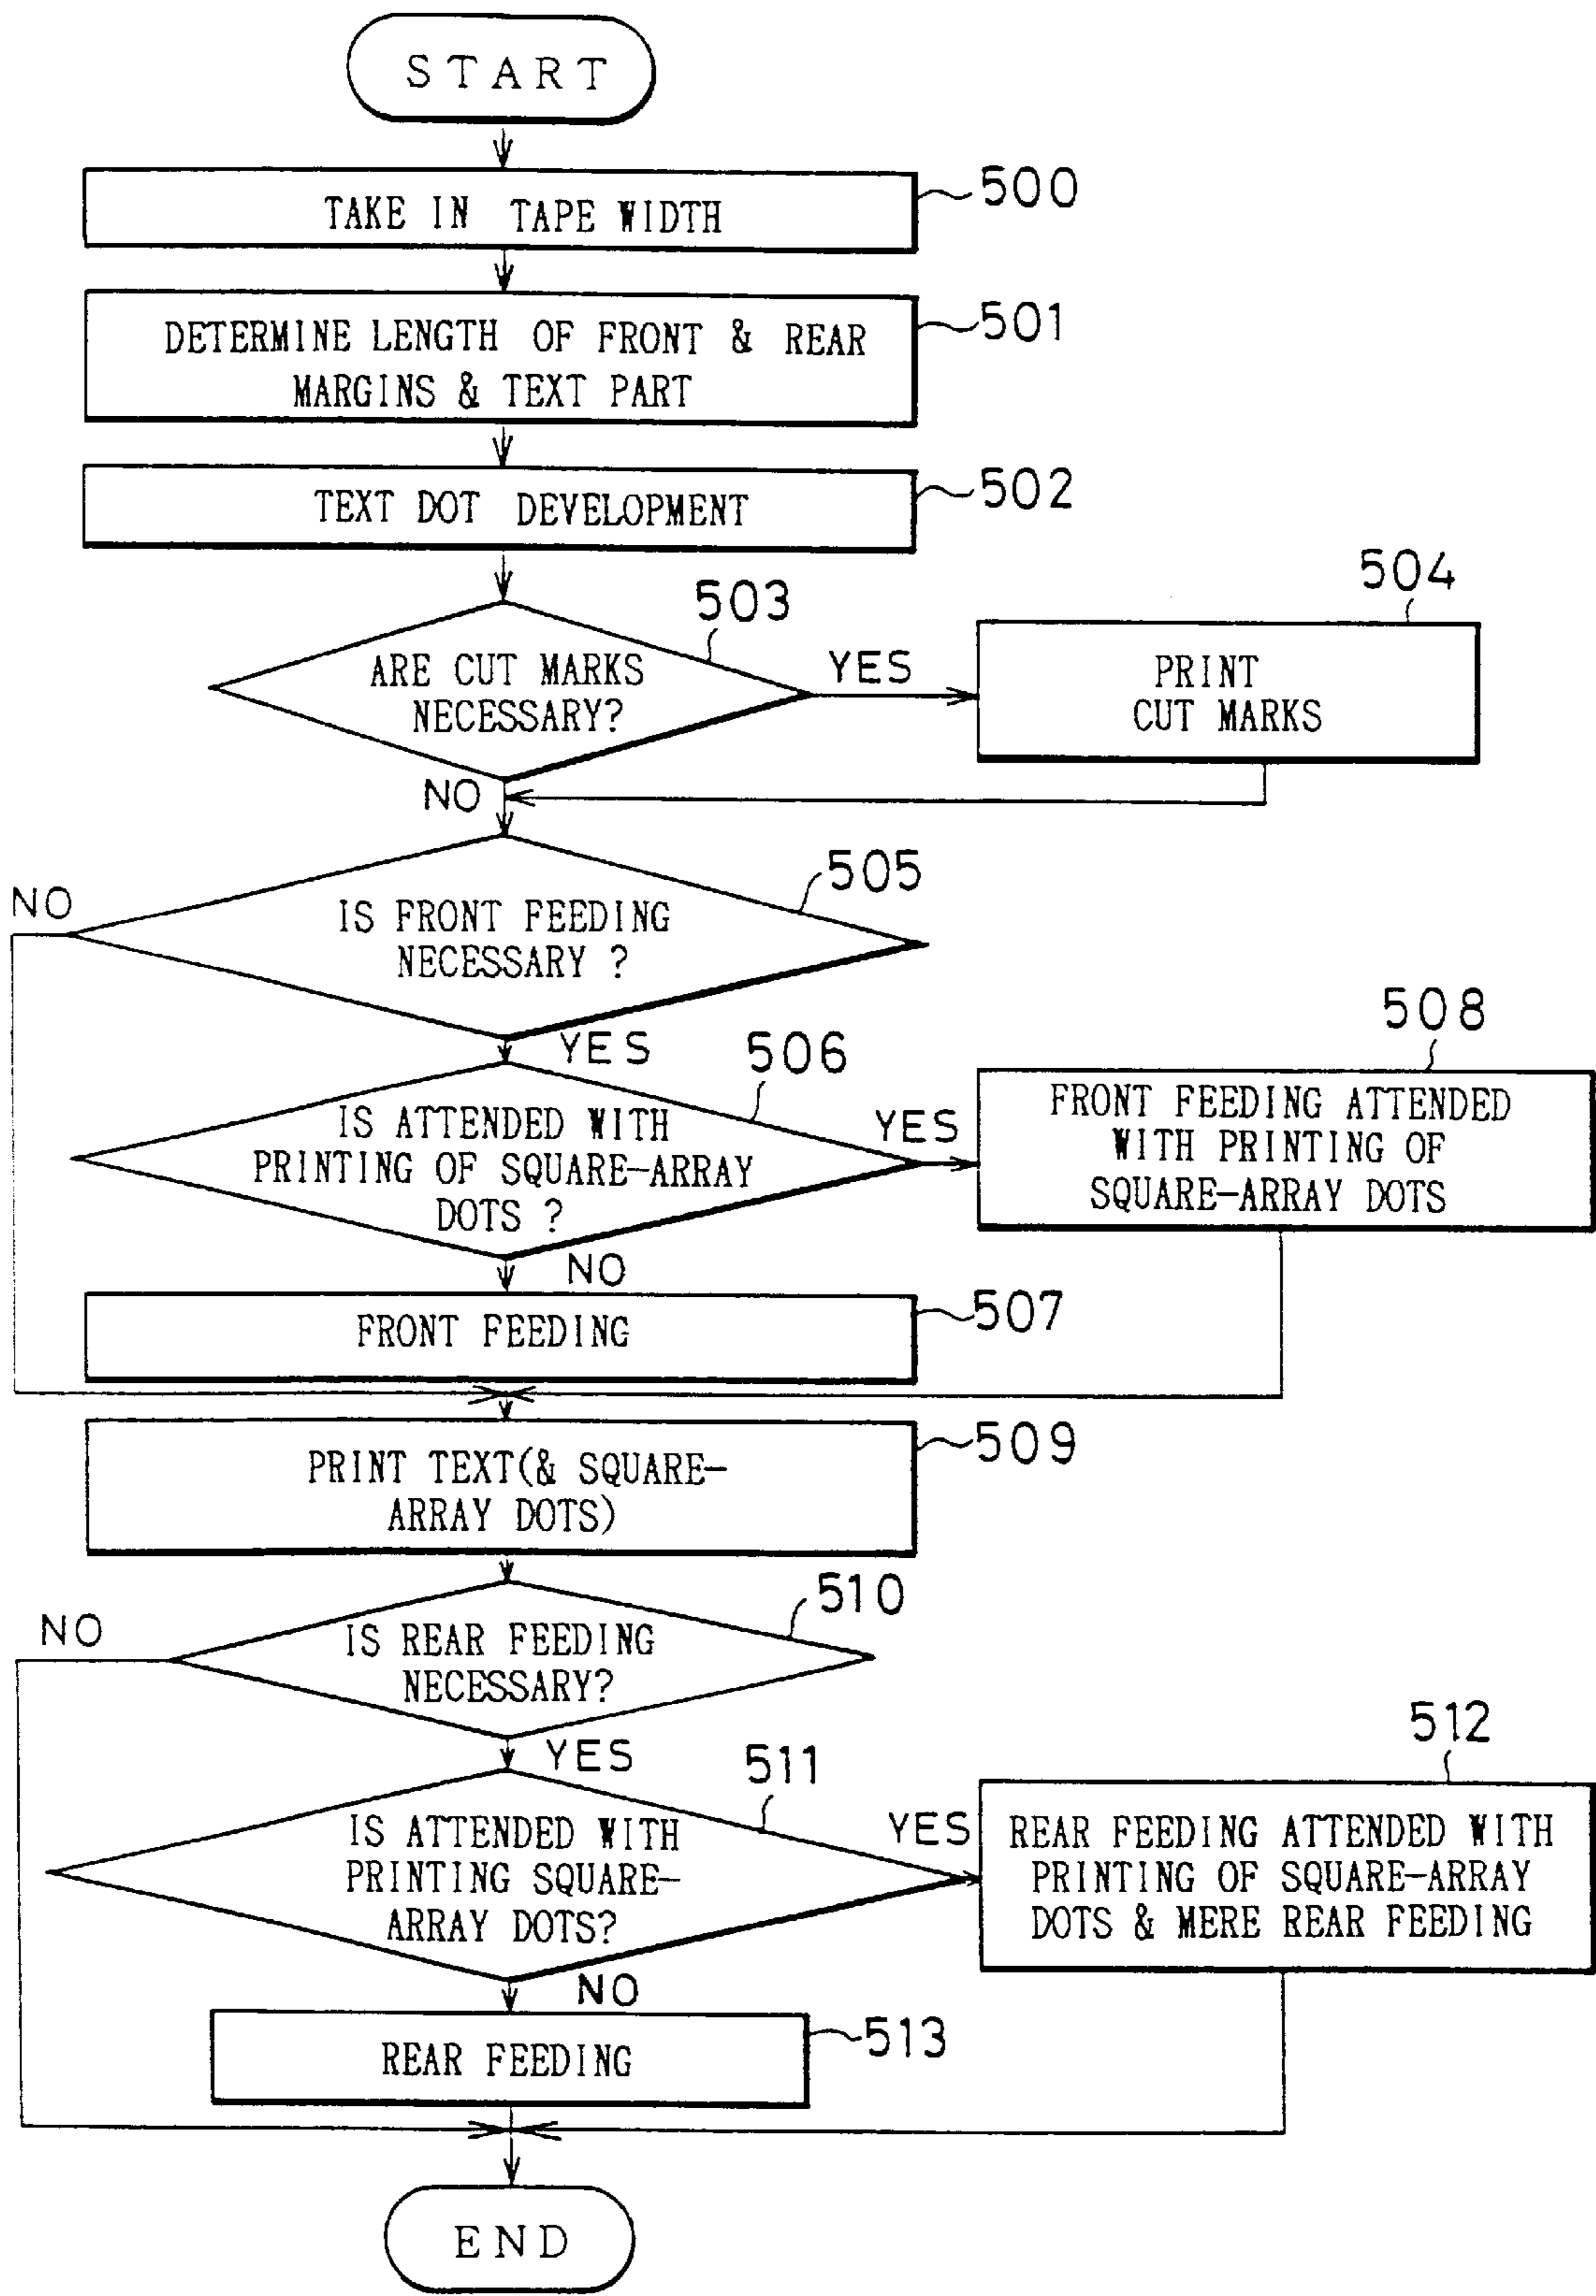 START
500
TAKE IN TAPE WIDTH
501
DETERMINE LENGTH OF FRONT & REAR
MARGINS & TEXT PART
502
TEXT DOT DEVELOPMENT
503
ARE CUT MARKS
NECESSARY?
YES
504
PRINT
CUT MARKS
NO
505
NO
IS FRONT FEEDING
NECESSARY ?
YES
506
IS ATTENDED WITH
PRINTING OF SQUARE-ARRAY
DOTS ?
YES
508
FRONT FEEDING ATTENDED
WITH PRINTING OF
SQUARE-ARRAY DOTS
NO
507
FRONT FEEDING
509
PRINT TEXT(& SQUARE-
ARRAY DOTS)
510
NO
IS REAR FEEDING
NECESSARY?
YES
511
IS ATTENDED WITH
PRINTING SQUARE-
ARRAY DOTS?
YES
512
REAR FEEDING ATTENDED WITH
PRINTING OF SQUARE-ARRAY
DOTS & MERE REAR FEEDING
NO
513
REAR FEEDING
END